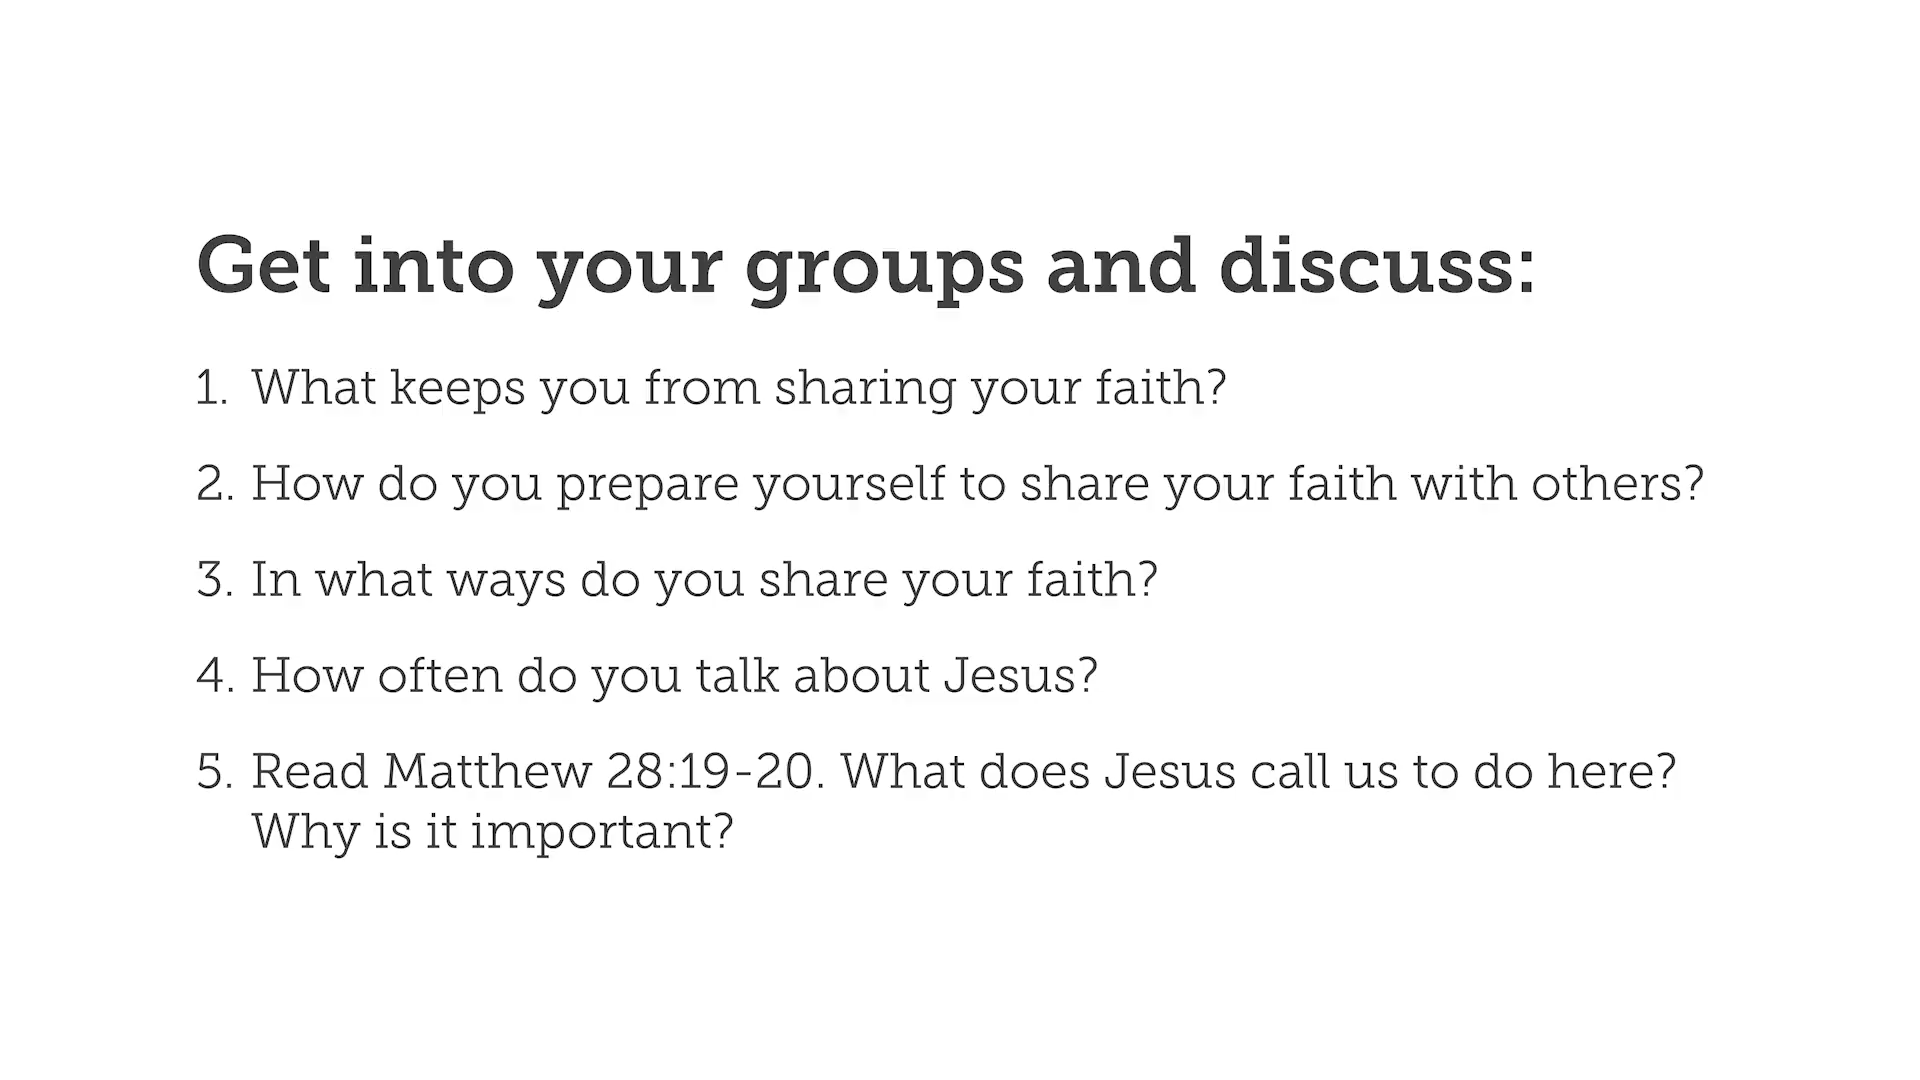 Get into your groups and discuss:
1. What keeps you from sharing your faith?
2. How do you prepare yourself to share your faith with others?
3. In what ways do you share your faith?
4. How often do you talk about Jesus?
5. Read Matthew 28:19-20. What does Jesus call us to do here?
Why is it important?